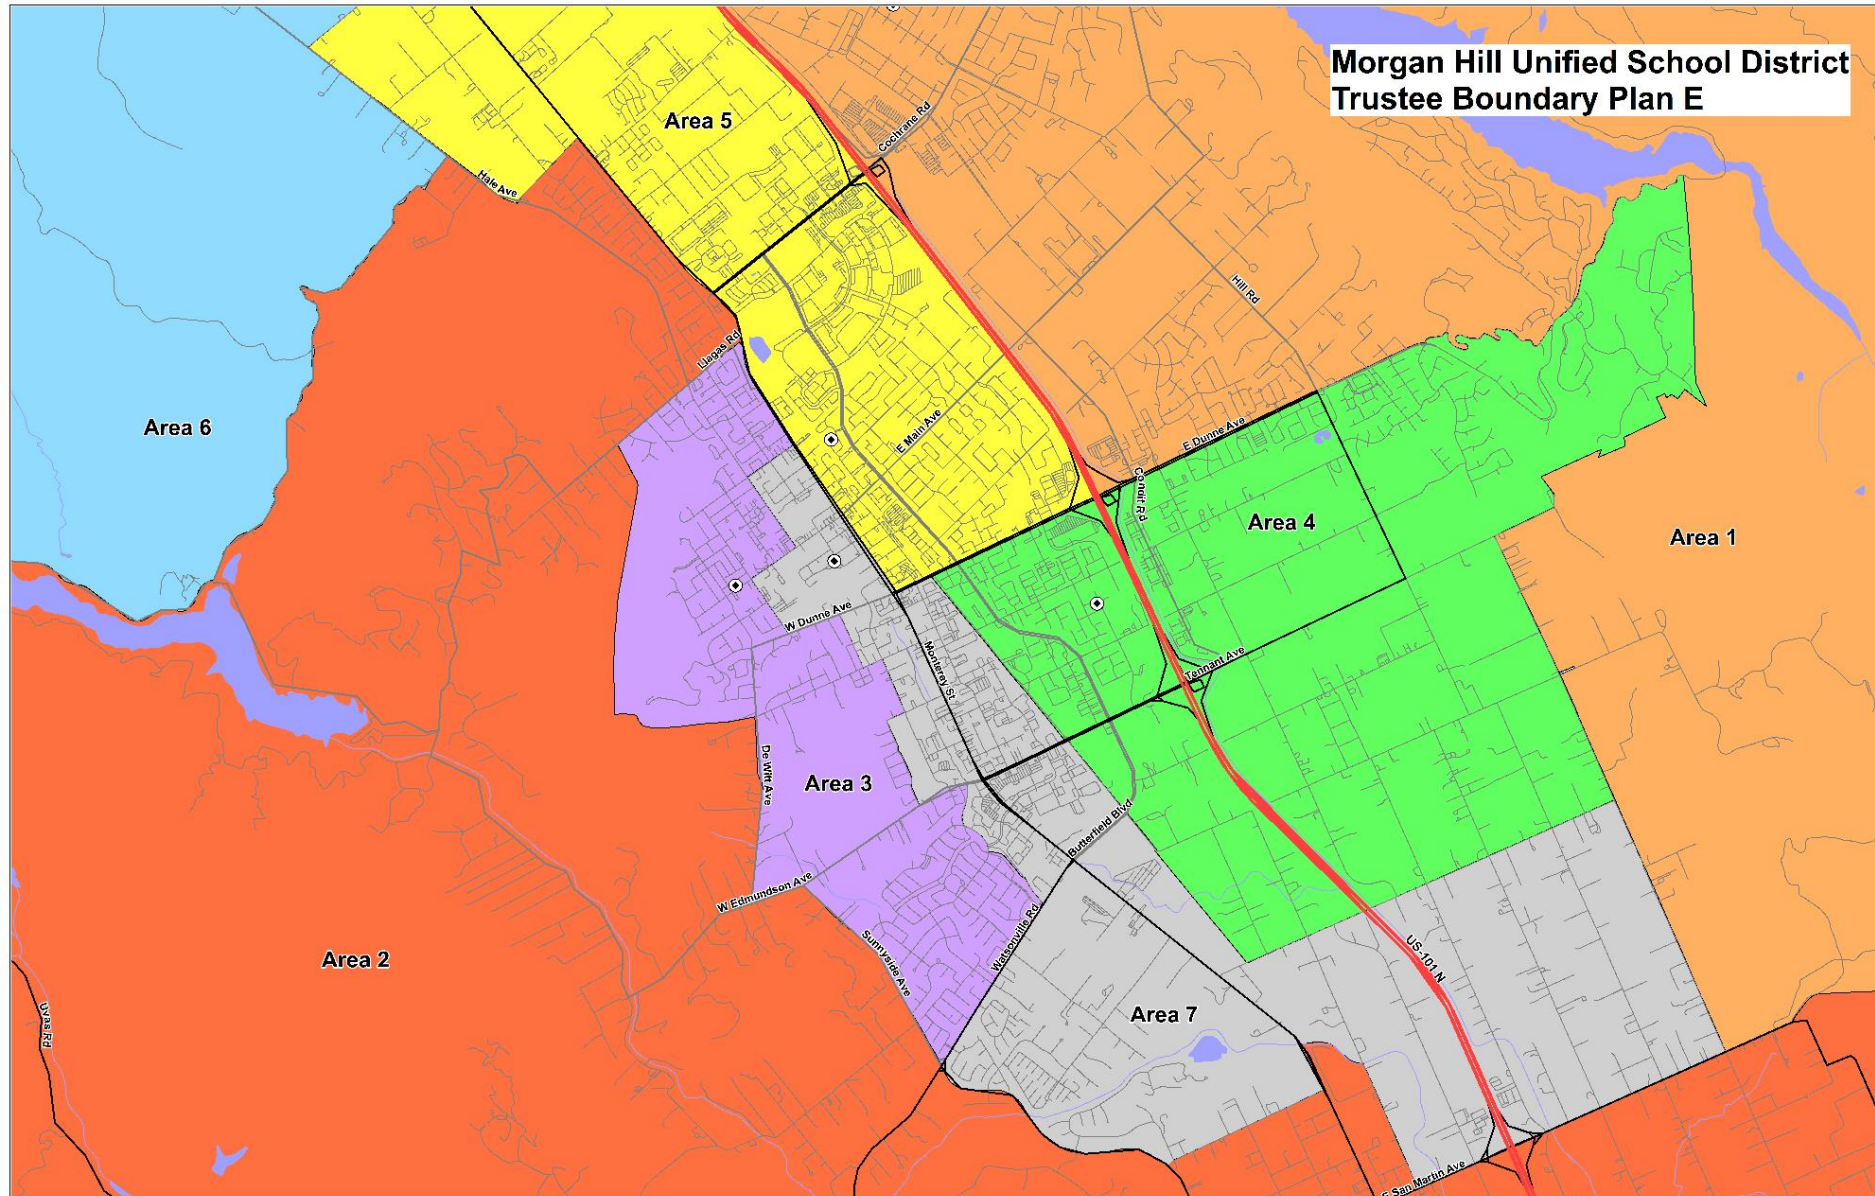 Morgan Hill Unified School District
Trustee Boundary Plan E
Area 5
Cochrane Rd
Hale Ave
Hill Rd
Llagas Rd
Area 6
E Main Ave
E Dunne Ave
Condit Rd
Area 4
Area 1
W Dunne Ave
Monterey St
Tennant Ave
De Witt Ave
Area 3
Butterfield Blvd
W Edmundson Ave
Watsonville Rd
Sunnyside Ave
US-101 N
Area 2
Area 7
Uvas Rd
E San Martin Ave